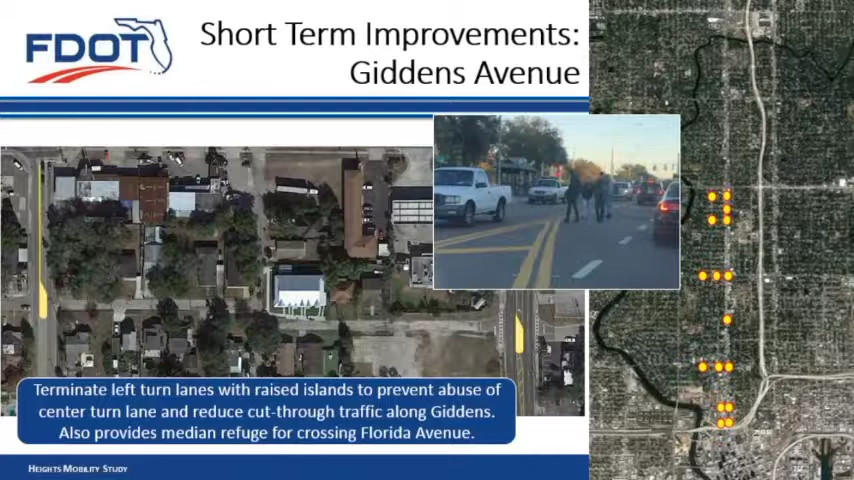 FDOT
Short Term Improvements:
Giddens Avenue
Terminate left turn lanes with raised islands to prevent abuse of
center turn lane and reduce cut-through traffic along Giddens.
Also provides median refuge for crossing Florida Avenue.
HEIGHTS MOBILITY STUDY